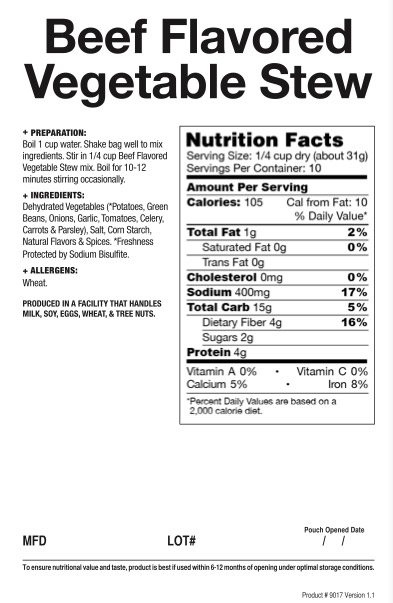 Beef Flavored
Vegetable Stew
+ PREPARATION:
Boil 1 cup water. Shake bag well to mix
ingredients. Stir in 1/4 cup Beef Flavored
Vegetable Stew mix. Boil for 10-12
minutes stirring occasionally.
+ INGREDIENTS:
Dehydrated Vegetables (*Potatoes, Green
Beans, Onions, Garlic, Tomatoes, Celery,
Carrots & Parsley), Salt, Corn Starch,
Natural Flavors & Spices. *Freshness
Protected by Sodium Bisulfite.
+ ALLERGENS:
Wheat.
PRODUCED IN A FACILITY THAT HANDLES
MILK, SOY, EGGS, WHEAT, & TREE NUTS.
Nutrition Facts
Serving Size: 1/4 cup dry (about 31g)
Servings Per Container: 10
Amount Per Serving
Calories: 105 Cal from Fat: 10
% Daily Value*
Total Fat 1g 2%
Saturated Fat 0g 0%
Trans Fat 0g
Cholesterol 0mg 0%
Sodium 400mg 17%
Total Carb 15g 5%
Dietary Fiber 4g 16%
Sugars 2g
Protein 4g
Vitamin A 0% • Vitamin C 0%
Calcium 5% • Iron 8%
*Percent Daily Values are based on a
2,000 calorie diet.
Pouch Opened Date
MFD LOT# / /
To ensure nutritional value and taste, product is best if used within 6-12 months of opening under optimal storage conditions.
Product # 9017 Version 1.1